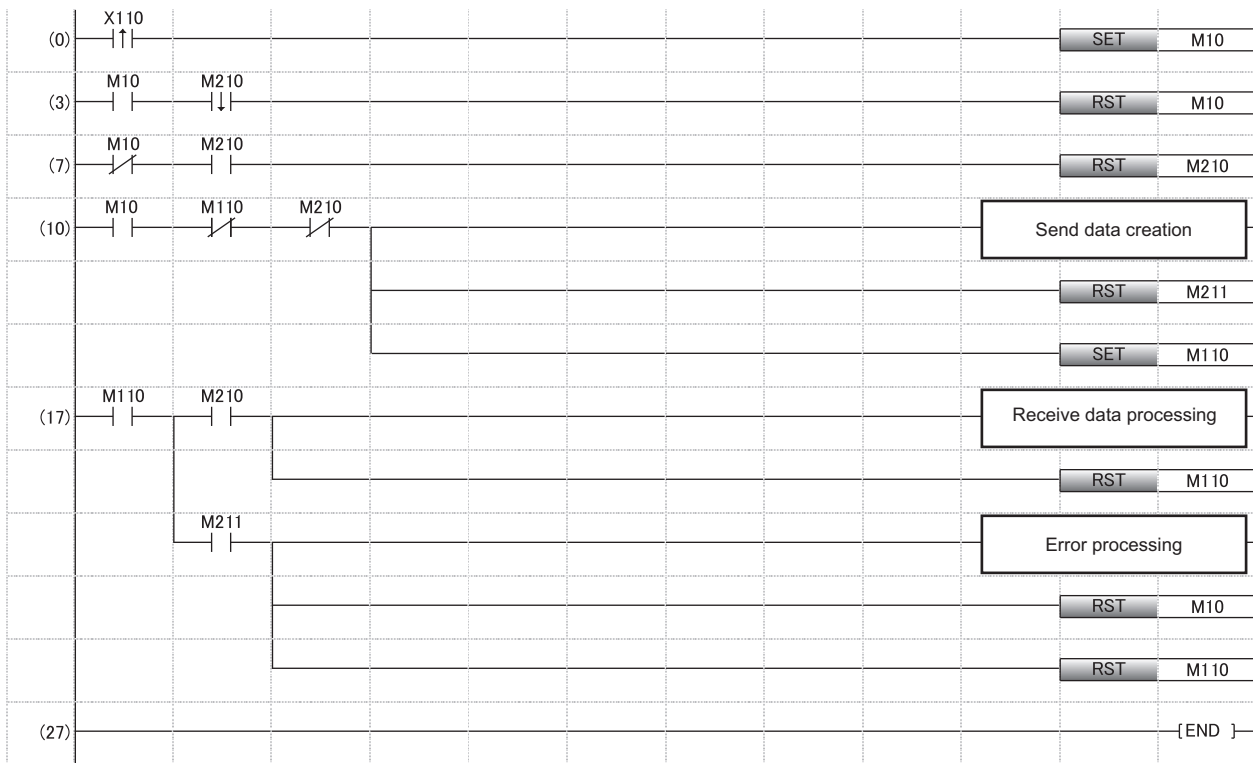 X110
(0) SET M10
M10 M210
(3) RST M10
M10 M210
(7) RST M210
M10 M110 M210
(10) Send data creation
RST M211
SET M110
M110 M210
(17) Receive data processing
RST M110
M211
Error processing
RST M10
RST M110
(27) [END ]